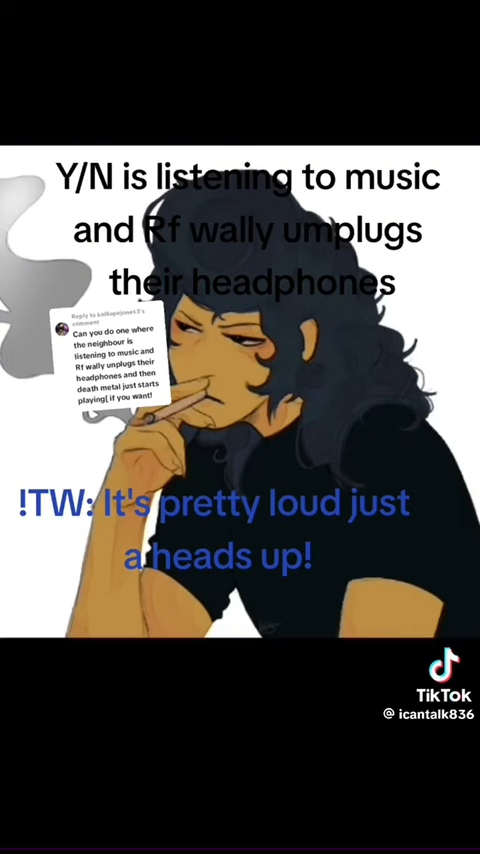 Y/N is listening to music
and Rf wally umplugs
their headphones
Reply to kalliopejones3's
comment
Can you do one where
the neighbour is
listening to music and
Rf wally unplugs their
headphones and then
death metal just starts
playing( if you want!
!TW: It's pretty loud just
a heads up!
TikTok
@ icantalk836